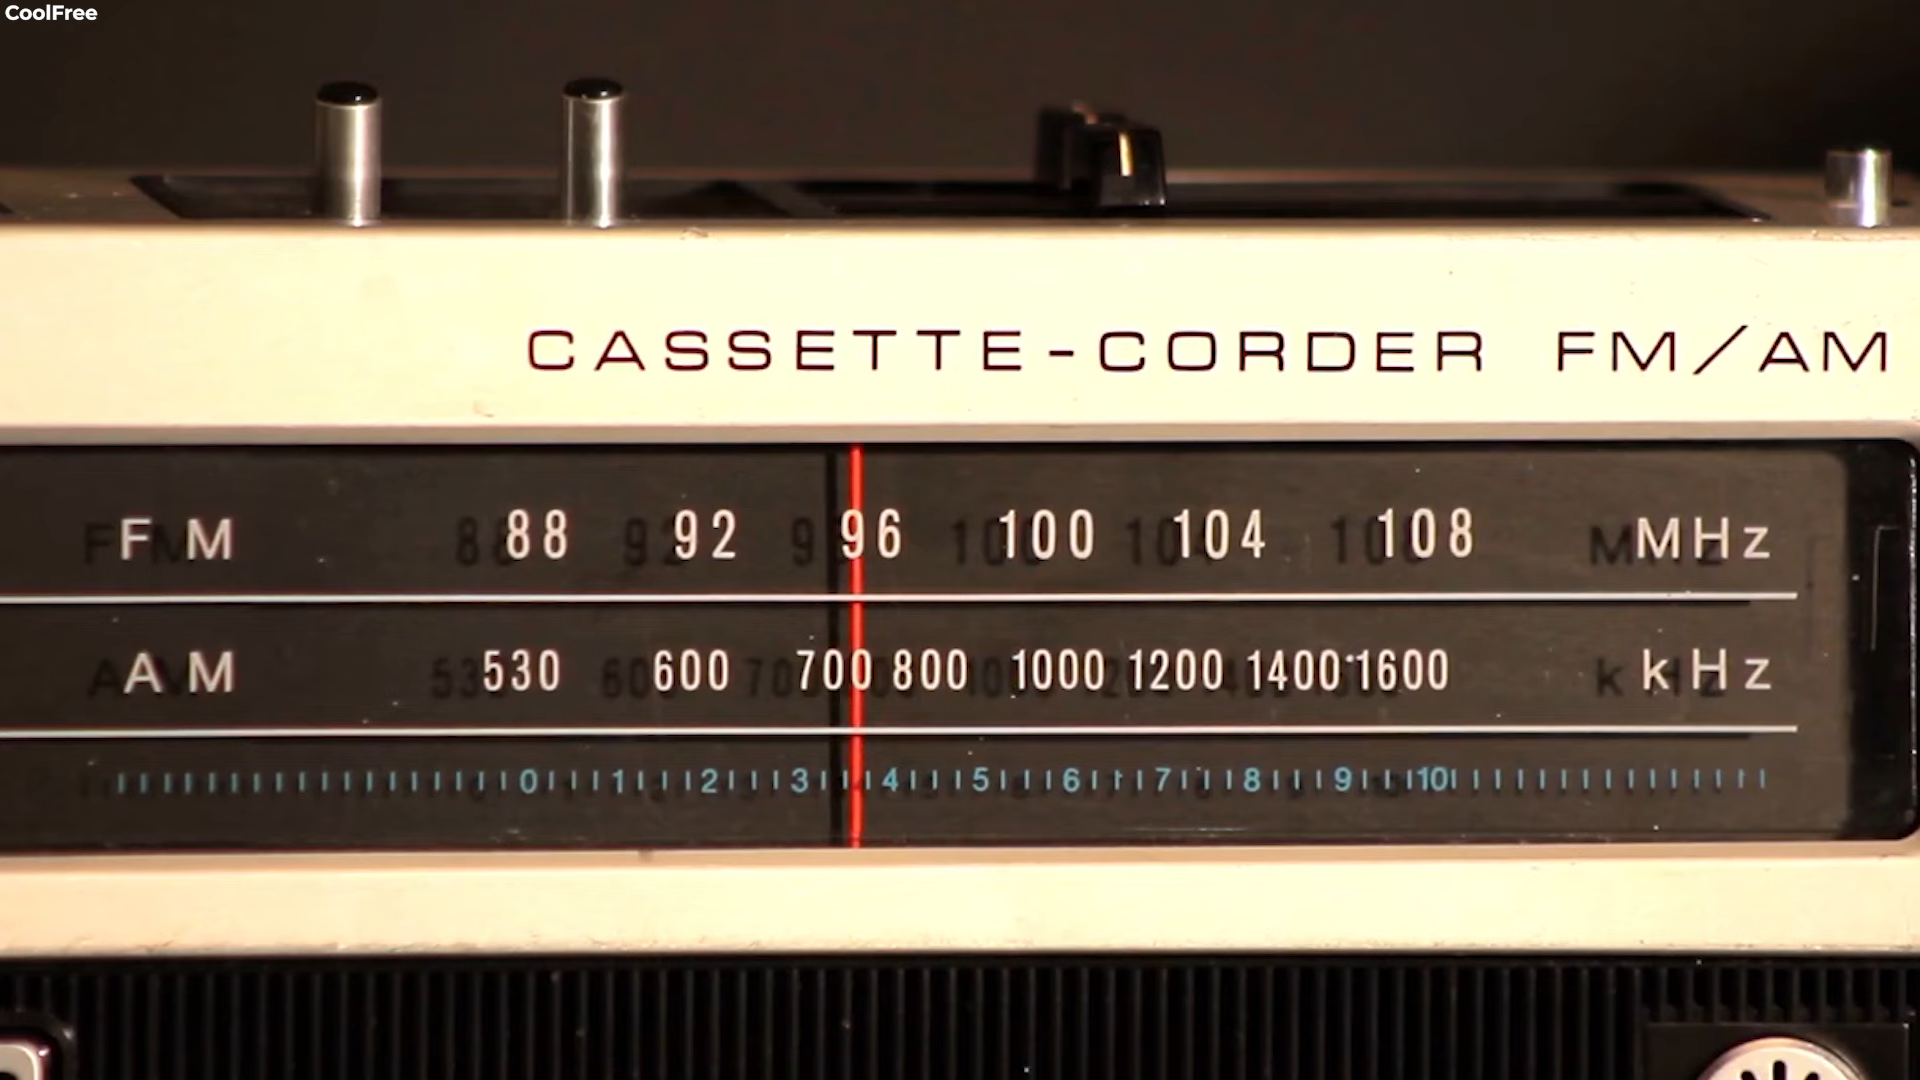 CoolFree
CASSETTE-CORDER FM/AM
FM 88 92 96 100 104 108 MHz
AM 530 600 700 800 1000 1200 1400 1600 kHz
0 1 2 3 4 5 6 7 8 9 10